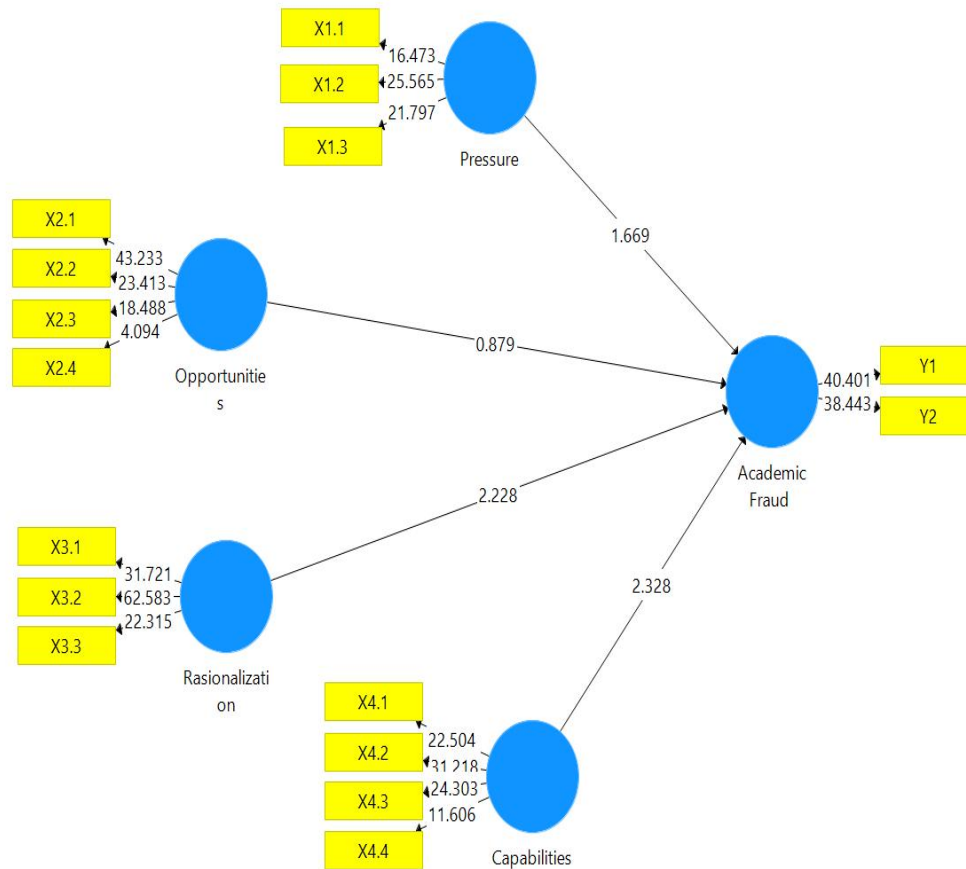 X1.1
16.473
X1.2
25.565
X1.3
21.797
Pressure
1.669
X2.1
43.233
X2.2
23.413
X2.3
18.488
X2.4
4.094
Opportunitie
s
0.879
Y1
40.401
Y2
38.443
Academic
Fraud
2.228
X3.1
31.721
X3.2
62.583
X3.3
22.315
Rasionalizati
on
2.328
X4.1
22.504
X4.2
31.218
X4.3
24.303
X4.4
11.606
Capabilities